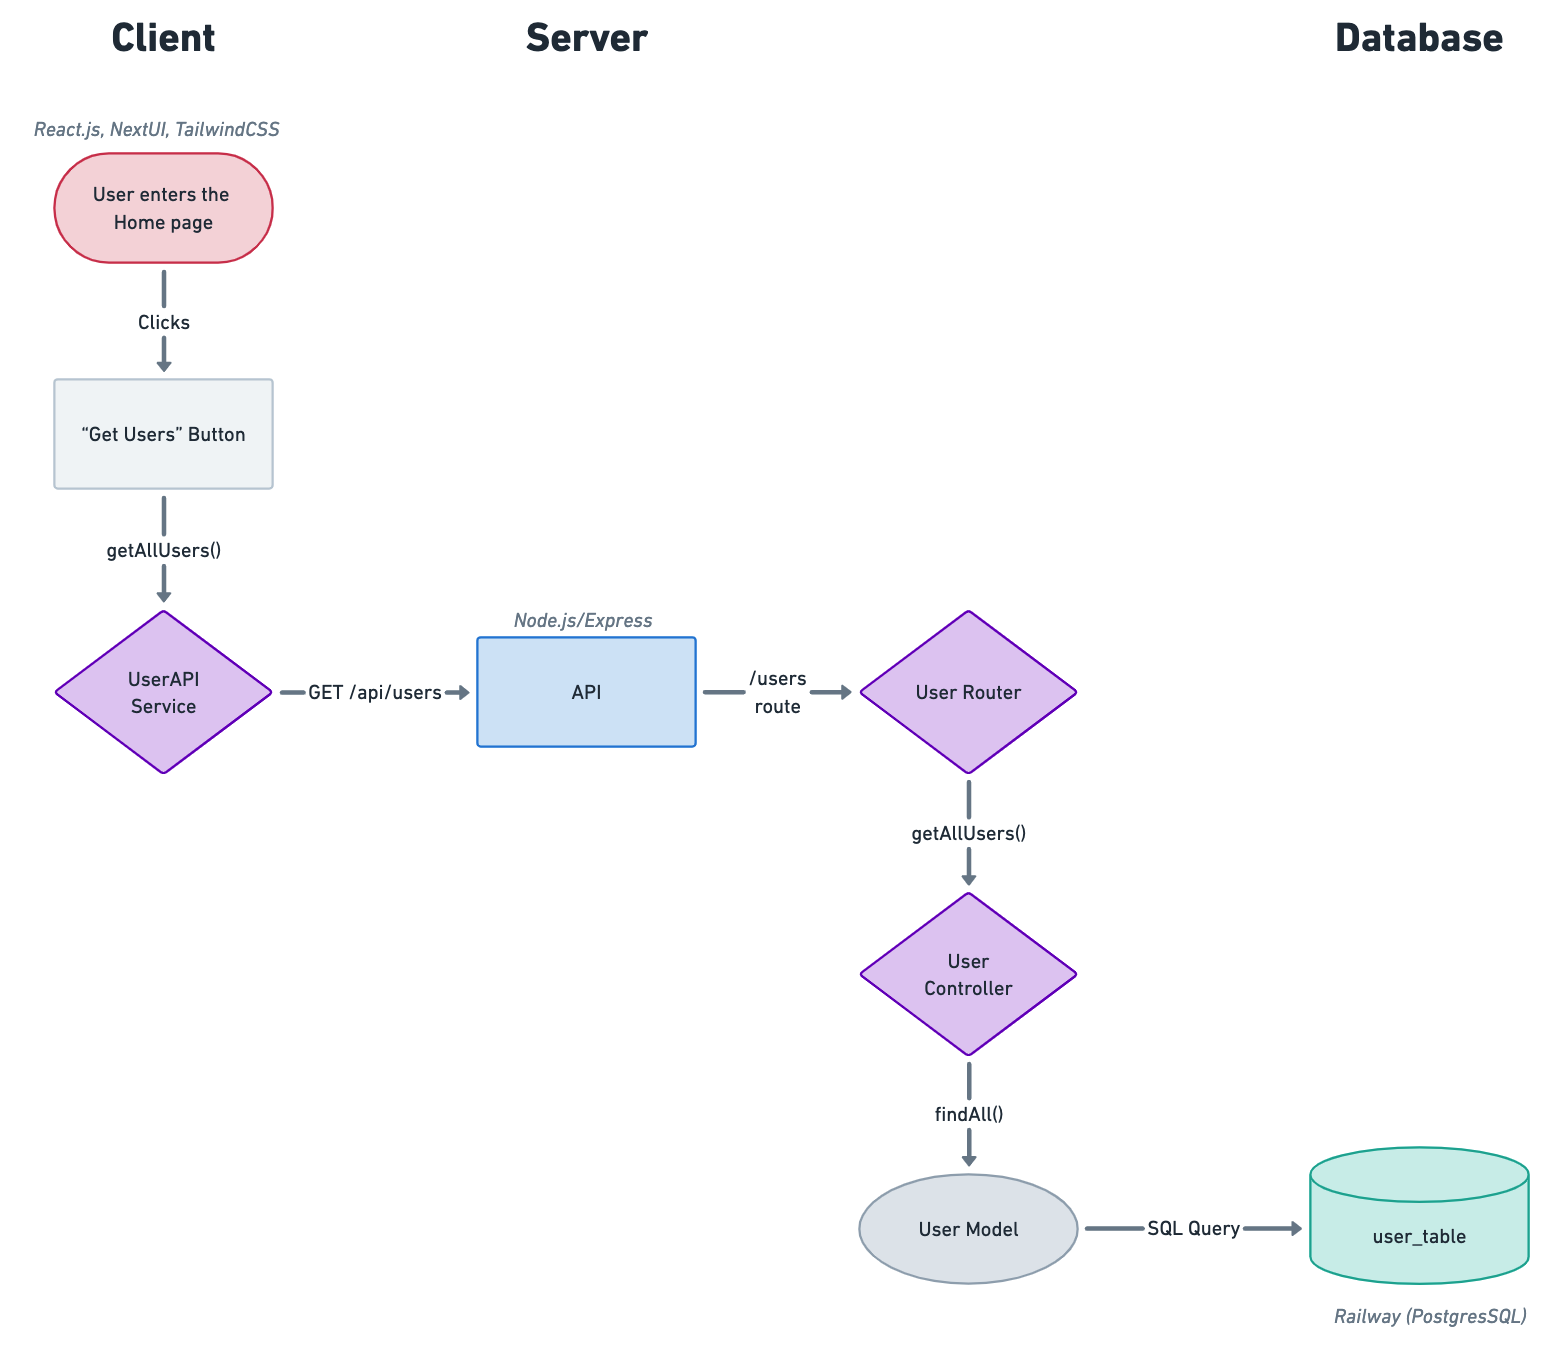 Client
Server
Database
React.js, NextUI, TailwindCSS
User enters the
Home page
Clicks
“Get Users” Button
getAllUsers()
UserAPI
Service
GET /api/users
Node.js/Express
API
/users
route
User Router
getAllUsers()
User
Controller
findAll()
User Model
SQL Query
user_table
Railway (PostgresSQL)